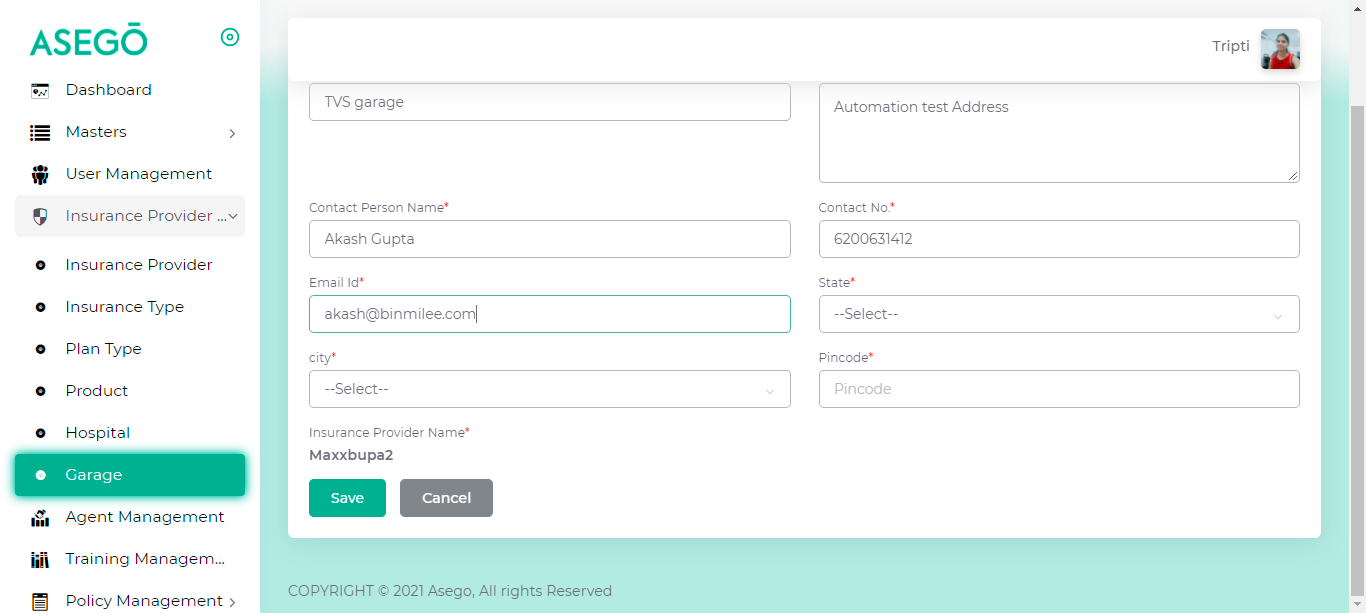 ASEGŌ
Dashboard
Masters
User Management
Insurance Provider ...
Insurance Provider
Insurance Type
Plan Type
Product
Hospital
Garage
Agent Management
Training Managem...
Policy Management
Tripti
TVS garage
Automation test Address
Contact Person Name*
Contact No.*
Akash Gupta
6200631412
Email Id*
State*
akash@binmilee.com
--Select--
city*
Pincode*
--Select--
Pincode
Insurance Provider Name*
Maxxbupa2
Save
Cancel
COPYRIGHT © 2021 Asego, All rights Reserved